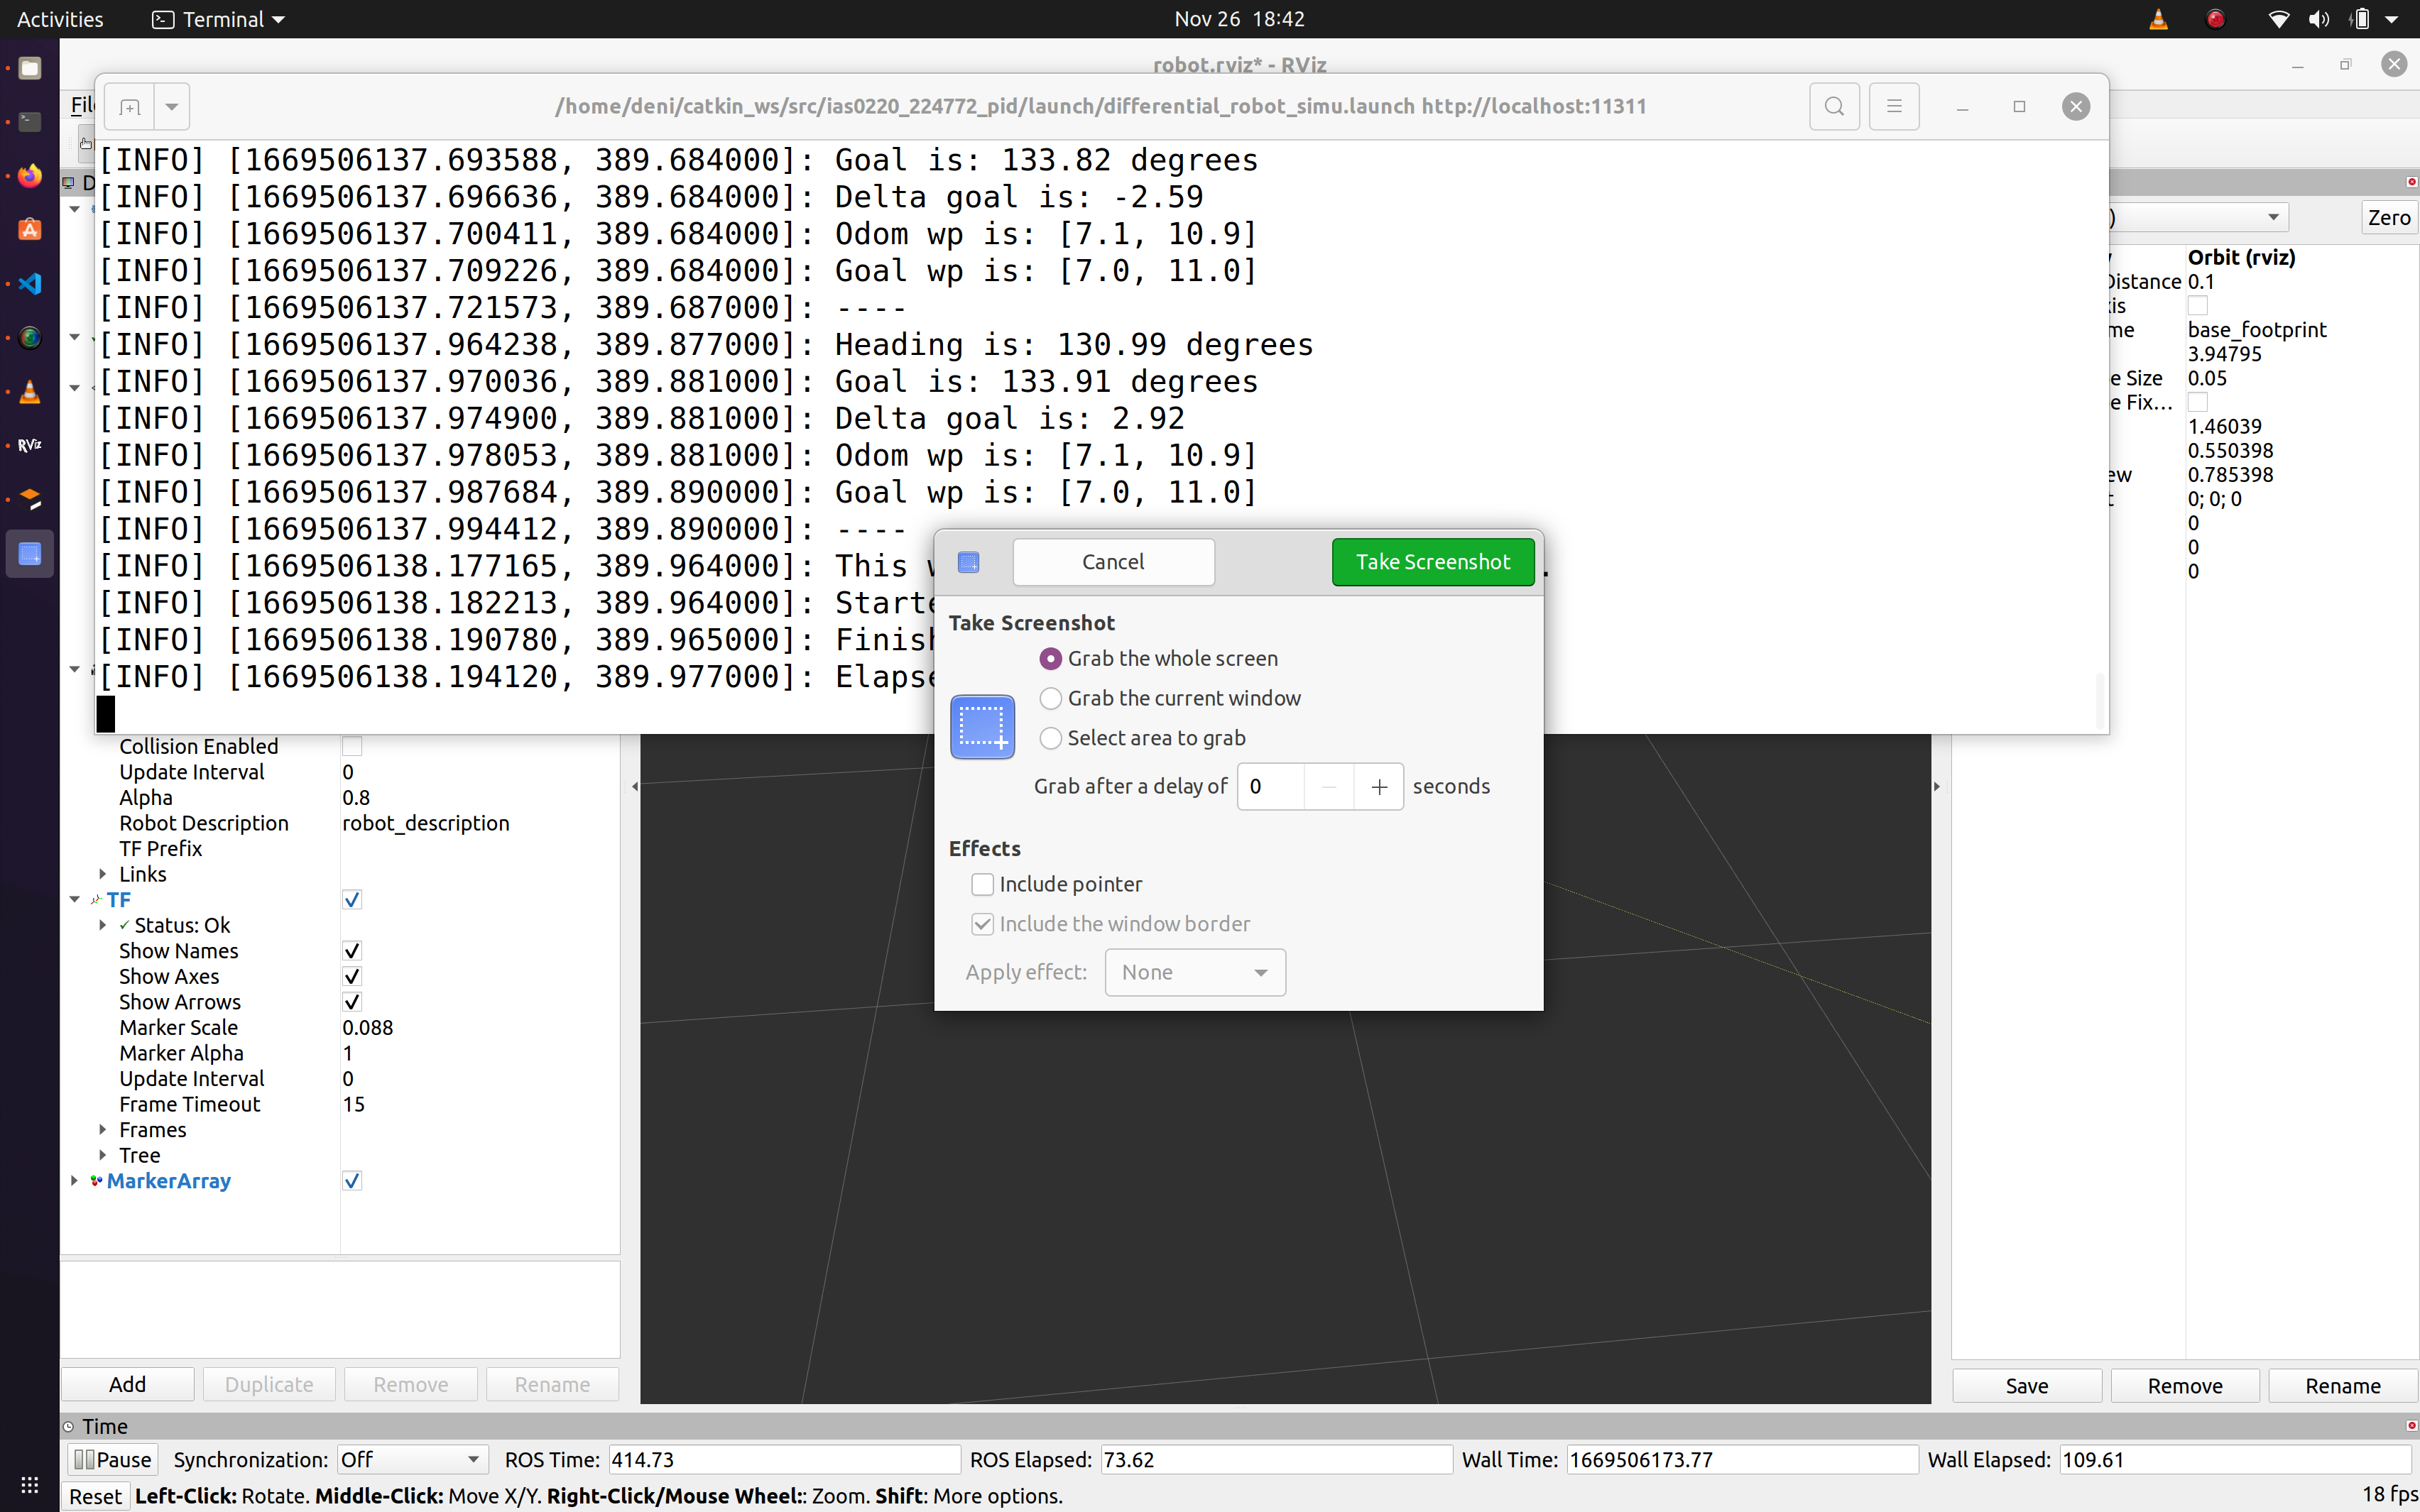 Activities
Terminal
Nov 26 18:42
robot.rviz* - RViz
/home/deni/catkin_ws/src/ias0220_224772_pid/launch/differential_robot_simu.launch http://localhost:11311
[INFO] [1669506137.693588, 389.684000]: Goal is: 133.82 degrees
[INFO] [1669506137.696636, 389.684000]: Delta goal is: -2.59
[INFO] [1669506137.700411, 389.684000]: Odom wp is: [7.1, 10.9]
[INFO] [1669506137.709226, 389.684000]: Goal wp is: [7.0, 11.0]
[INFO] [1669506137.721573, 389.687000]: ----
[INFO] [1669506137.964238, 389.877000]: Heading is: 130.99 degrees
[INFO] [1669506137.970036, 389.881000]: Goal is: 133.91 degrees
[INFO] [1669506137.974900, 389.881000]: Delta goal is: 2.92
[INFO] [1669506137.978053, 389.881000]: Odom wp is: [7.1, 10.9]
[INFO] [1669506137.987684, 389.890000]: Goal wp is: [7.0, 11.0]
[INFO] [1669506137.994412, 389.890000]: ----
[INFO] [1669506138.177165, 389.964000]: This
[INFO] [1669506138.182213, 389.964000]:
[INFO] [1669506138.190780, 389.965000]:
[INFO] [1669506138.194120, 389.977000]:
Cancel
Take Screenshot
Take Screenshot
Grab the whole screen
Grab the current window
Select area to grab
Grab after a delay of 0 seconds
Effects
Include pointer
Include the window border
Apply effect: None
Zero
Orbit (rviz)
Distance 0.1
base_footprint
3.94795
Size 0.05
Fix...
1.46039
0.550398
0.785398
0; 0; 0
0
0
0
RViz
Collision Enabled
Update Interval 0
Alpha 0.8
Robot Description robot_description
TF Prefix
Links
TF
Status: Ok
Show Names
Show Axes
Show Arrows
Marker Scale 0.088
Marker Alpha 1
Update Interval 0
Frame Timeout 15
Frames
Tree
MarkerArray
Add
Duplicate
Remove
Rename
Save
Remove
Rename
Time
Pause
Synchronization: Off
ROS Time: 414.73
ROS Elapsed: 73.62
Wall Time: 1669506173.77
Wall Elapsed: 109.61
Reset
Left-Click: Rotate. Middle-Click: Move X/Y. Right-Click/Mouse Wheel:: Zoom. Shift: More options.
18 fps